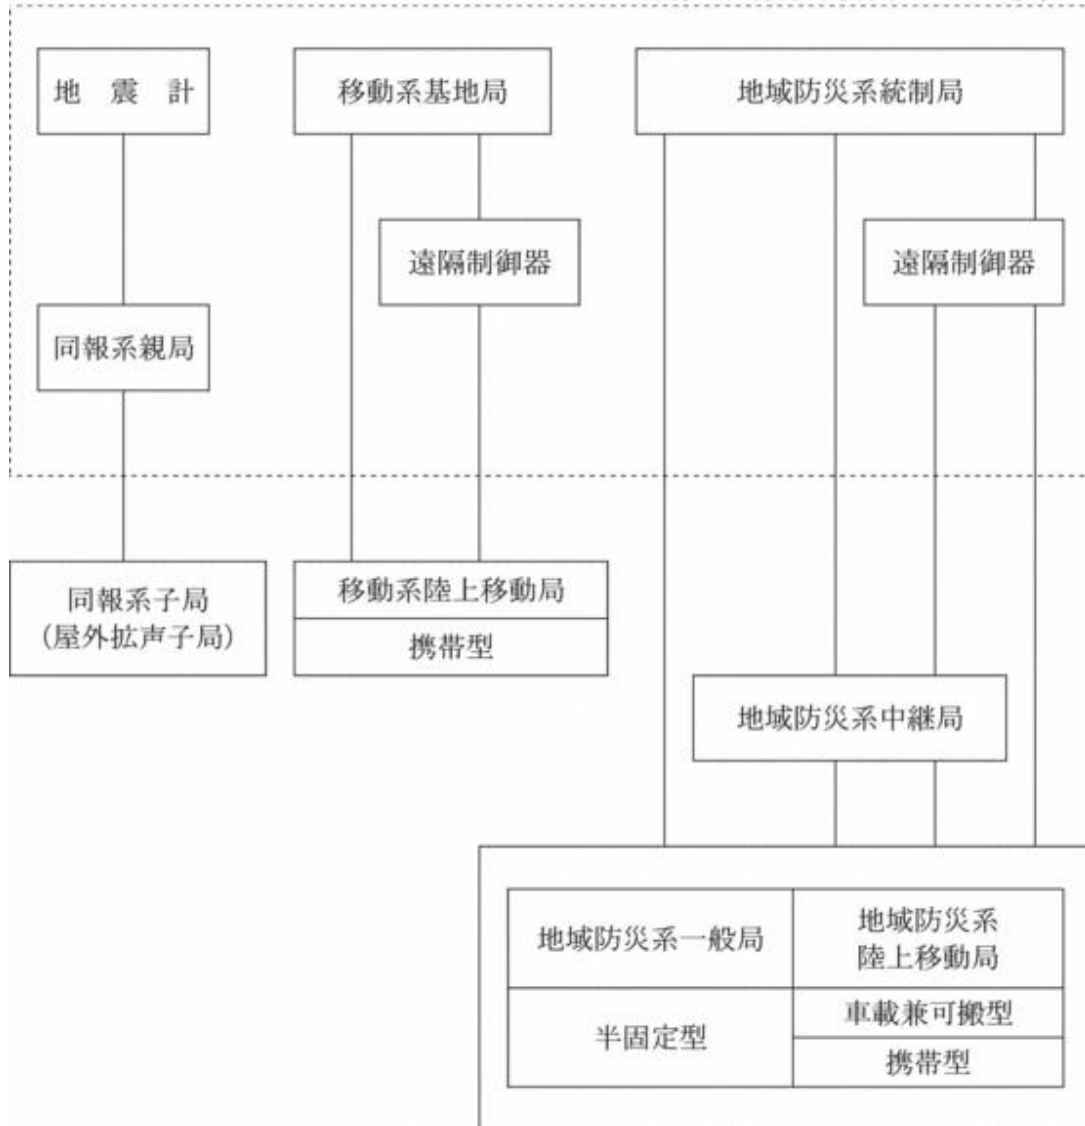 地 震 計
移動系基地局
地域防災系統制局
遠隔制御器
遠隔制御器
同報系親局
同報系子局
(屋外拡声子局)
移動系陸上移動局
携帯型
地域防災系中継局
地域防災系一般局
地域防災系
陸上移動局
半固定型
車載兼可搬型
携帯型